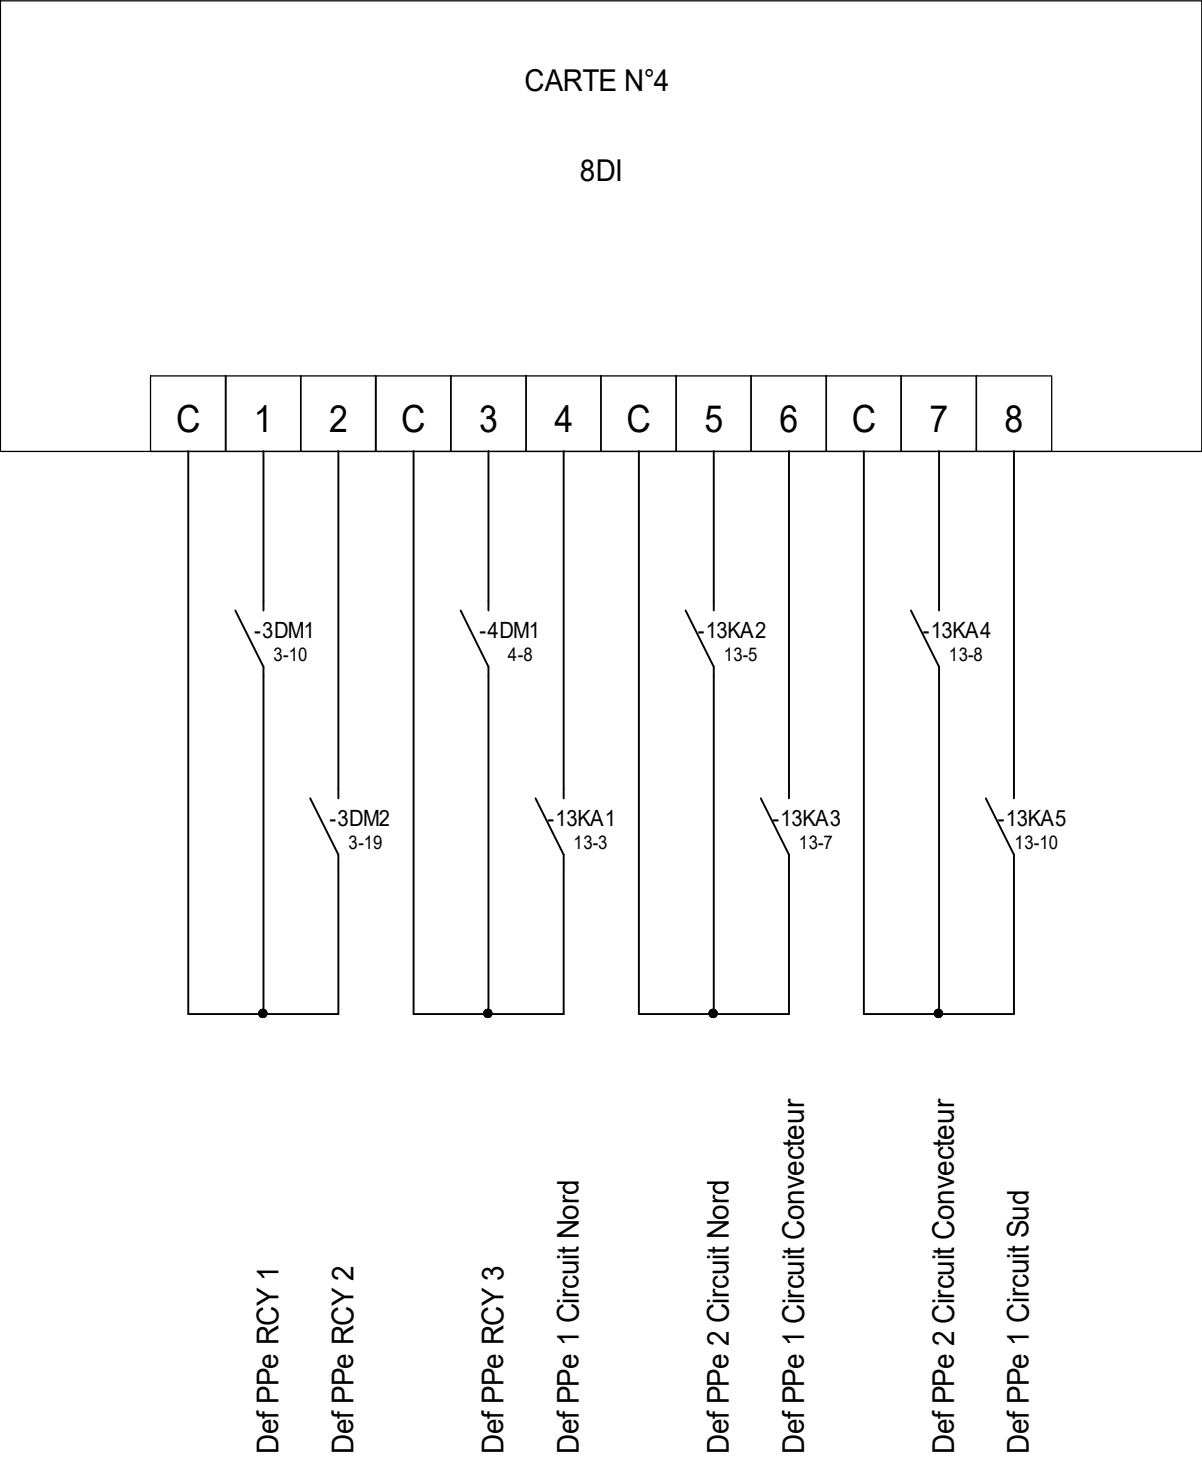 CARTE N°4
8DI
C 1 2 C 3 4 C 5 6 C 7 8
-3DM1
3-10
-4DM1
4-8
-13KA2
13-5
-13KA4
13-8
-3DM2
3-19
-13KA1
13-3
-13KA3
13-7
-13KA5
13-10
Def PPe RCY 1
Def PPe RCY 2
Def PPe RCY 3
Def PPe 1 Circuit Nord
Def PPe 2 Circuit Nord
Def PPe 1 Circuit Convecteur
Def PPe 2 Circuit Convecteur
Def PPe 1 Circuit Sud